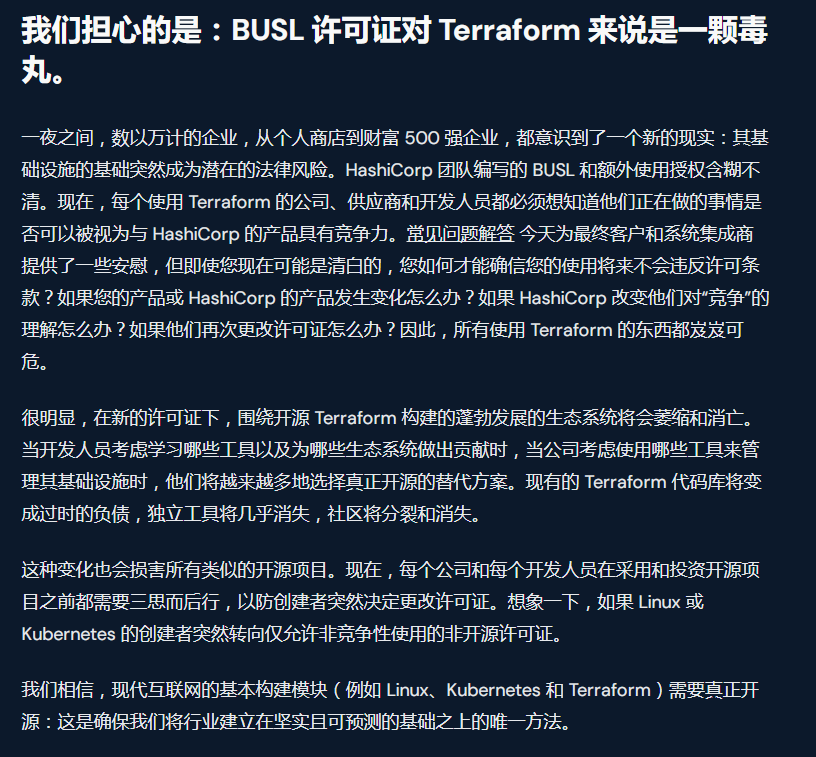 我们担心的是：BUSL 许可证对 Terraform 来说是一颗毒
丸。
一夜之间，数以万计的企业，从个人商店到财富 500 强企业，都意识到了一个新的现实：其基
础设施的基础突然成为潜在的法律风险。HashiCorp 团队编写的 BUSL 和额外使用授权含糊不
清。现在，每个使用 Terraform 的公司、供应商和开发人员都必须想知道他们正在做的事情是
否可以被视为与 HashiCorp 的产品具有竞争力。常见问题解答 今天为最终客户和系统集成商
提供了一些安慰，但即使您现在可能是清白的，您如何才能确信您的使用将来不会违反许可条
款？如果您的产品或 HashiCorp 的产品发生变化怎么办？如果 HashiCorp 改变他们对“竞争”的
理解怎么办？如果他们再次更改许可证怎么办？因此，所有使用 Terraform 的东西都岌岌可
危。
很明显，在新的许可证下，围绕开源 Terraform 构建的蓬勃发展的生态系统将会萎缩和消亡。
当开发人员考虑学习哪些工具以及为哪些生态系统做出贡献时，当公司考虑使用哪些工具来管
理其基础设施时，他们将越来越多地选择真正开源的替代方案。现有的 Terraform 代码库将变
成过时的负债，独立工具将几乎消失，社区将分裂和消失。
这种变化也会损害所有类似的开源项目。现在，每个公司和每个开发人员在采用和投资开源项
目之前都需要三思而后行，以防创建者突然决定更改许可证。想象一下，如果 Linux 或
Kubernetes 的创建者突然转向仅允许非竞争性使用的非开源许可证。
我们相信，现代互联网的基本构建模块（例如 Linux、Kubernetes 和 Terraform）需要真正开
源：这是确保我们将行业建立在坚实且可预测的基础之上的唯一方法。